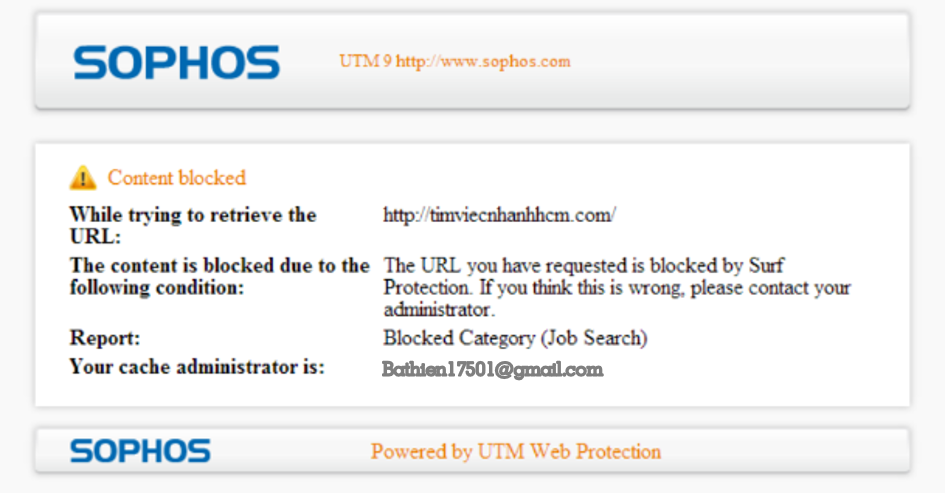 SOPHOS
UTM 9 http://www.sophos.com
Content blocked
While trying to retrieve the
URL:
http://timviecnhanhhcm.com/
The content is blocked due to the
following condition:
The URL you have requested is blocked by Surf
Protection. If you think this is wrong, please contact your
administrator.
Report:
Blocked Category (Job Search)
Your cache administrator is:
Bathien17501@gmail.com
SOPHOS
Powered by UTM Web Protection